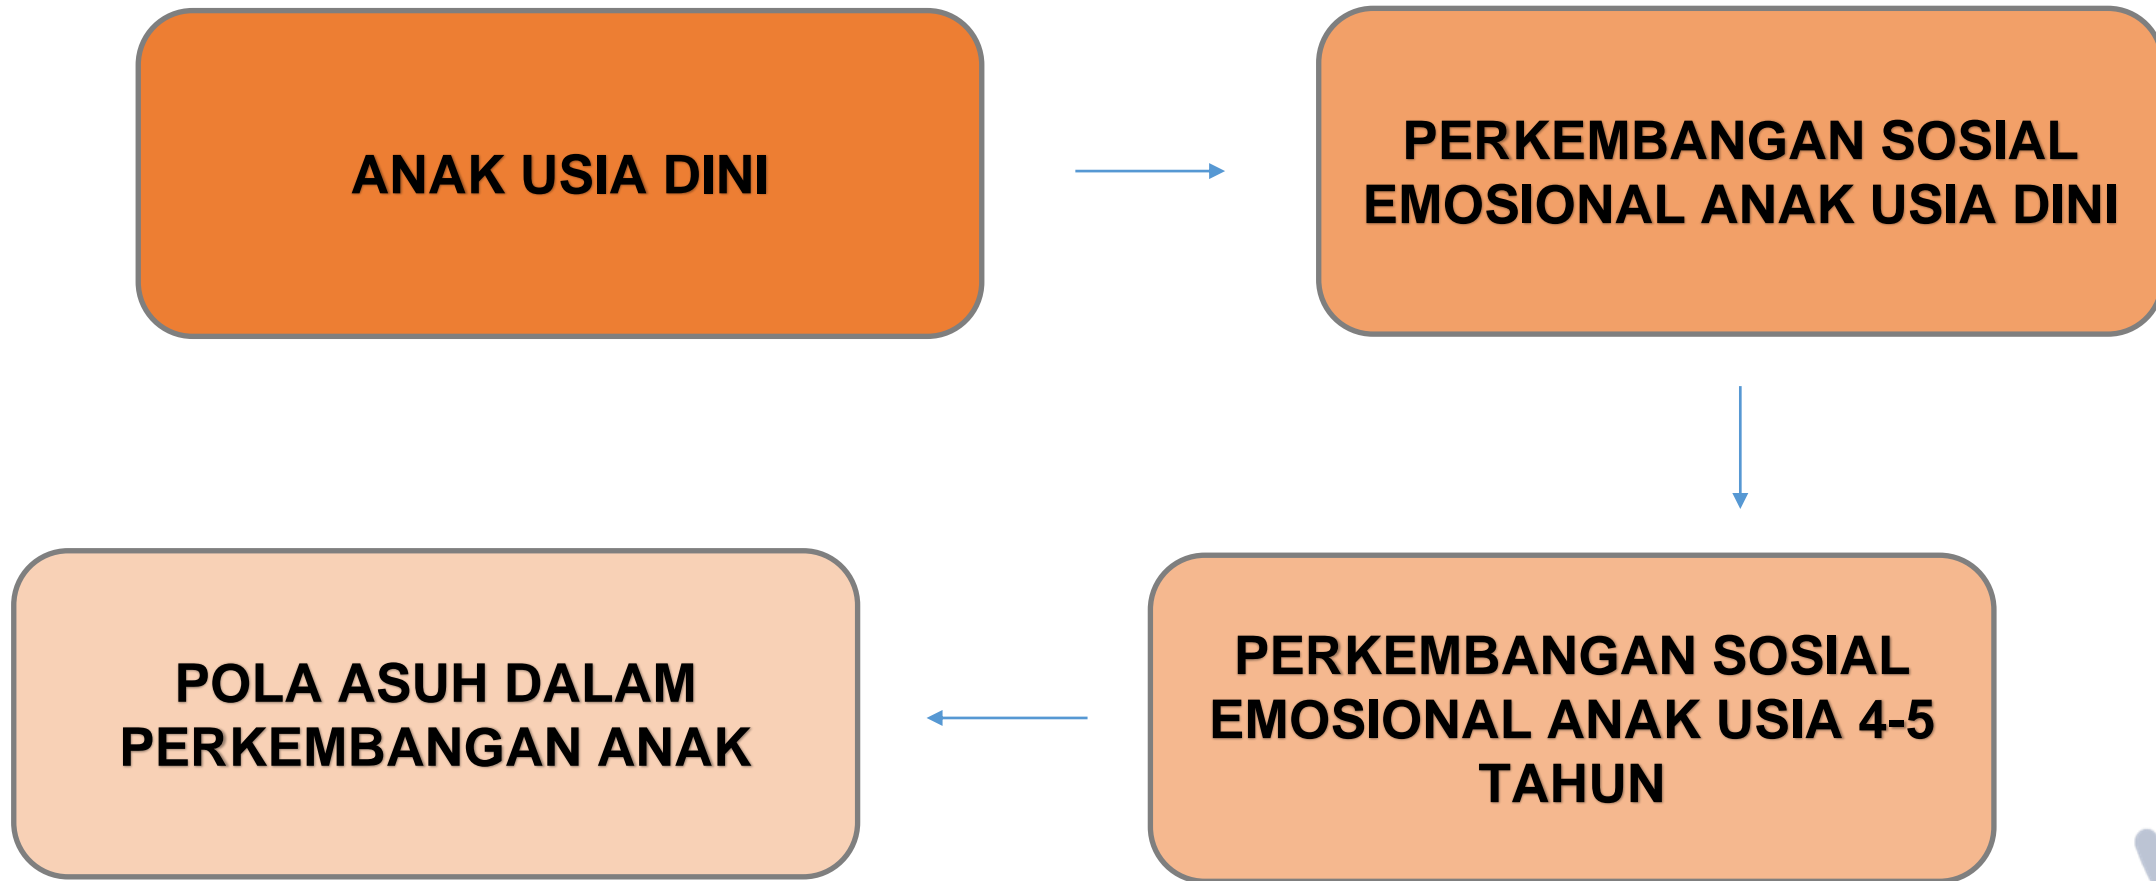 ANAK USIA DINI
PERKEMBANGAN SOSIAL
EMOSIONAL ANAK USIA DINI
PERKEMBANGAN SOSIAL
EMOSIONAL ANAK USIA 4-5
TAHUN
POLA ASUH DALAM
PERKEMBANGAN ANAK